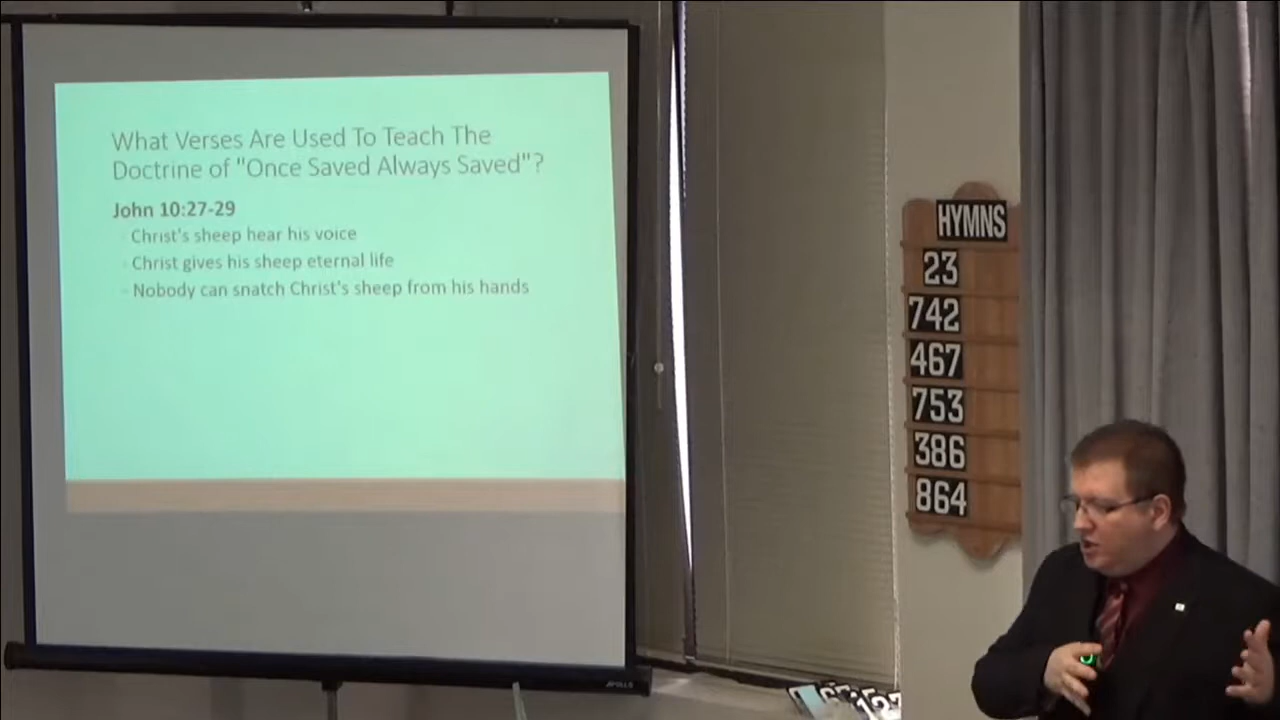 What Verses Are Used To Teach The
Doctrine of "Once Saved Always Saved"?
John 10:27-29
Christ's sheep hear his voice
Christ gives his sheep eternal life
Nobody can snatch Christ's sheep from his hands
HYMNS
23
742
467
753
386
864
APOLLO